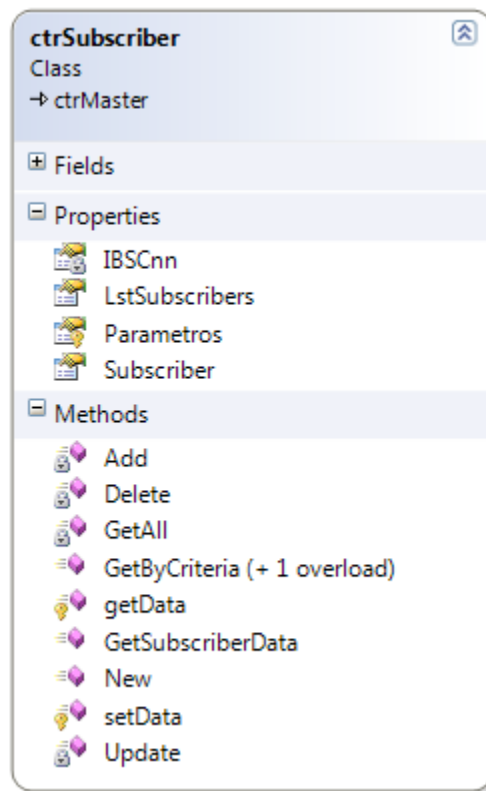 ctrSubscriber
Class
ctrMaster
Fields
Properties
IBSCnn
LstSubscribers
Parametros
Subscriber
Methods
Add
Delete
GetAll
GetByCriteria (+ 1 overload)
getData
GetSubscriberData
New
setData
Update